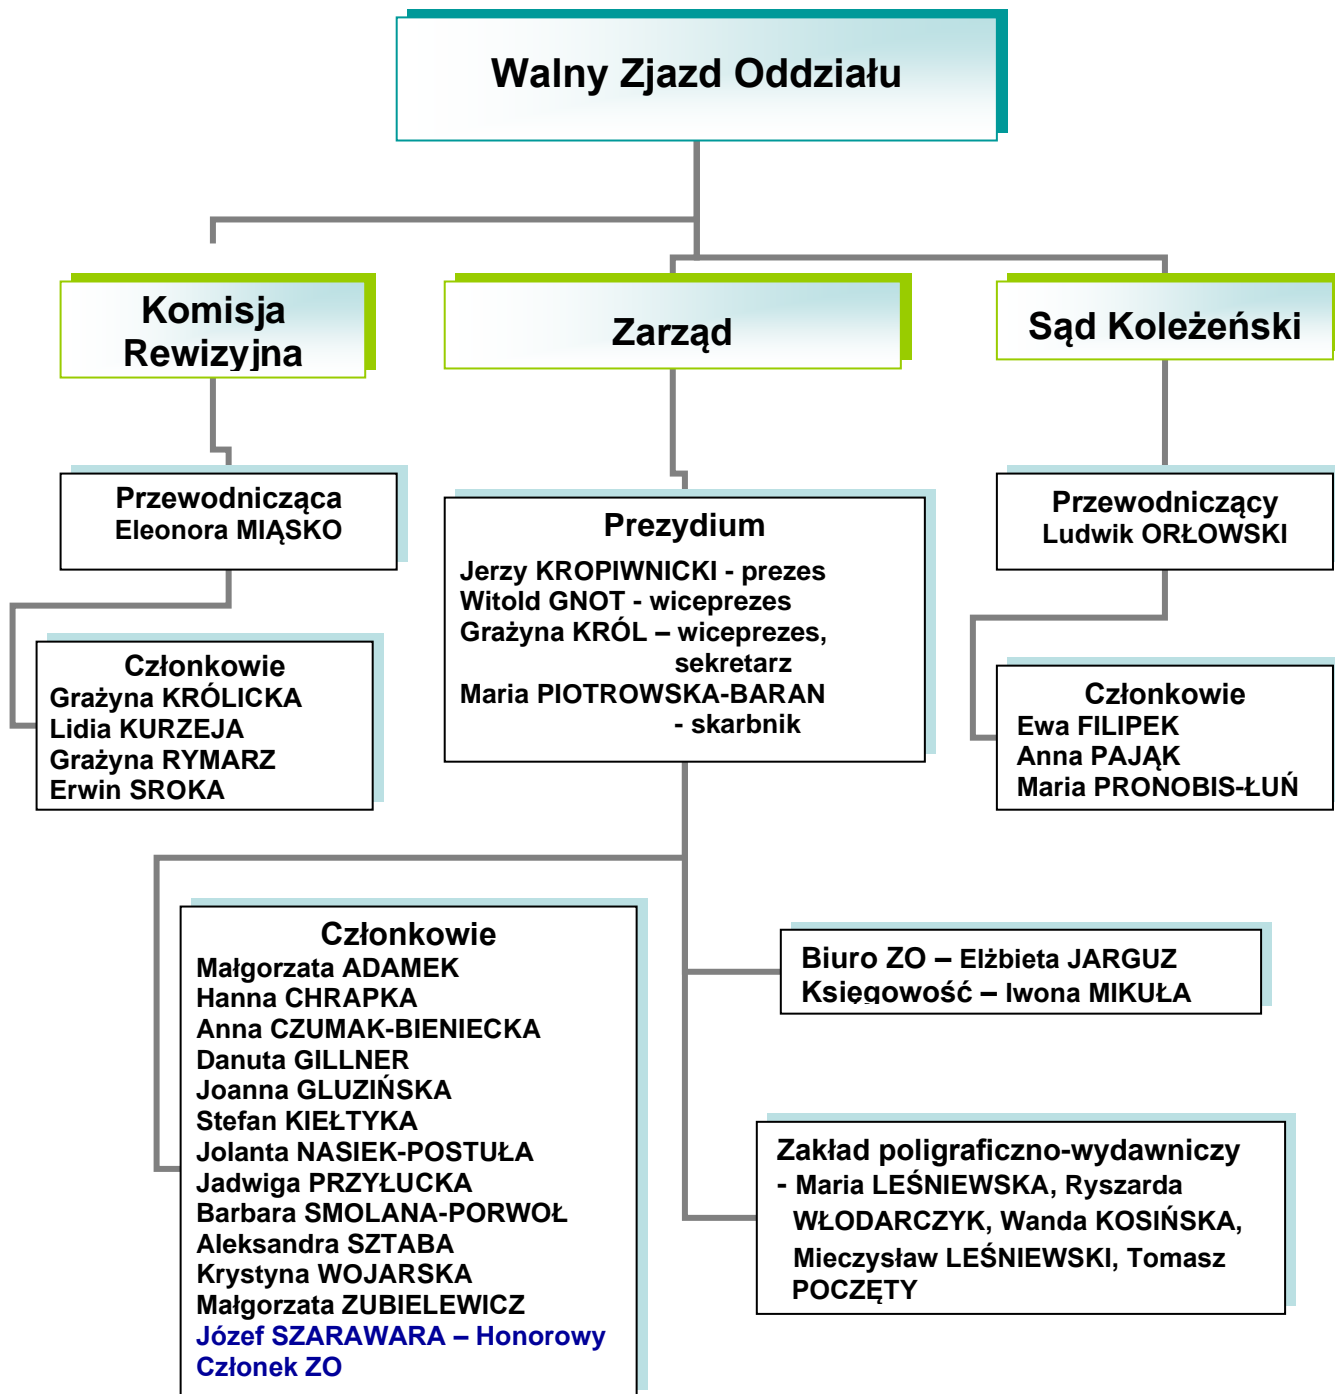 Walny Zjazd Oddziału
Komisja
Rewizyjna
Zarząd
Sąd Koleżeński
Przewodnicząca
Eleonora MIĄSKO
Członkowie
Grażyna KRÓLICKA
Lidia KURZEJA
Grażyna RYMARZ
Erwin SROKA
Prezydium
Jerzy KROPIWNICKI - prezes
Witold GNOT - wiceprezes
Grażyna KRÓL – wiceprezes,
sekretarz
Maria PIOTROWSKA-BARAN
- skarbnik
Przewodniczący
Ludwik ORŁOWSKI
Członkowie
Ewa FILIPEK
Anna PAJĄK
Maria PRONOBIS-ŁUŃ
Członkowie
Małgorzata ADAMEK
Hanna CHRAPKA
Anna CZUMAK-BIENIECKA
Danuta GILLNER
Joanna GLUZIŃSKA
Stefan KIEŁTYKA
Jolanta NASIEK-POSTUŁA
Jadwiga PRZYŁUCKA
Barbara SMOLANA-PORWOŁ
Aleksandra SZTABA
Krystyna WOJARSKA
Małgorzata ZUBIELEWICZ
Józef SZARAWARA – Honorowy
Członek ZO
Biuro ZO – Elżbieta JARGUZ
Księgowość – Iwona MIKUŁA
Zakład poligraficzno-wydawniczy
- Maria LEŚNIEWSKA, Ryszarda
WŁODARCZYK, Wanda KOSIŃSKA,
Mieczysław LEŚNIEWSKI, Tomasz
POCZĘTY